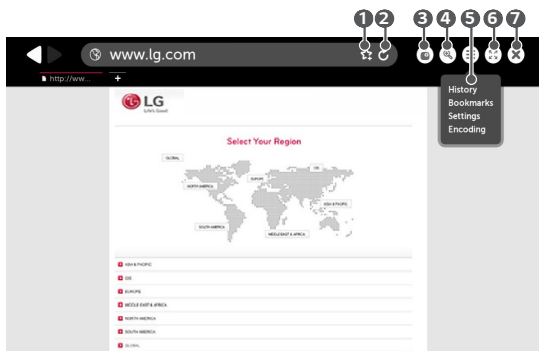 1 2 3 4 5 6 7
www.lg.com
http://ww...
+
History
Bookmarks
Settings
Encoding
LG
Life's Good
Select Your Region
GLOBAL
CIS
EUROPE
NORTH AMERICA
ASIA & PACIFIC
SOUTH AMERICA
MIDDLE EAST & AFRICA
ASIA & PACIFIC
CIS
EUROPE
MIDDLE EAST & AFRICA
NORTH AMERICA
SOUTH AMERICA
GLOBAL